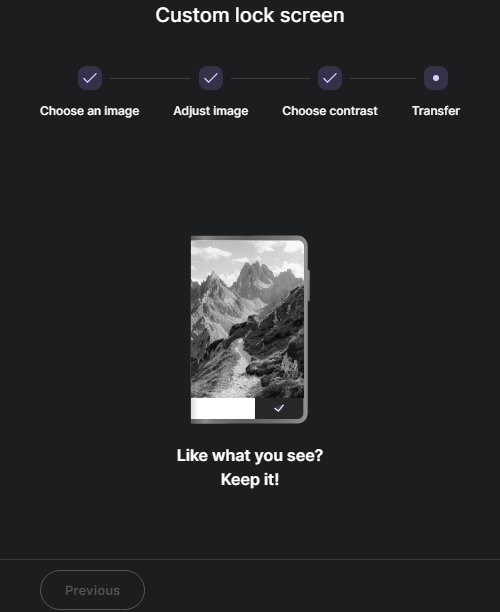 Custom lock screen
Choose an image
Adjust image
Choose contrast
Transfer
Like what you see?
Keep it!
Previous